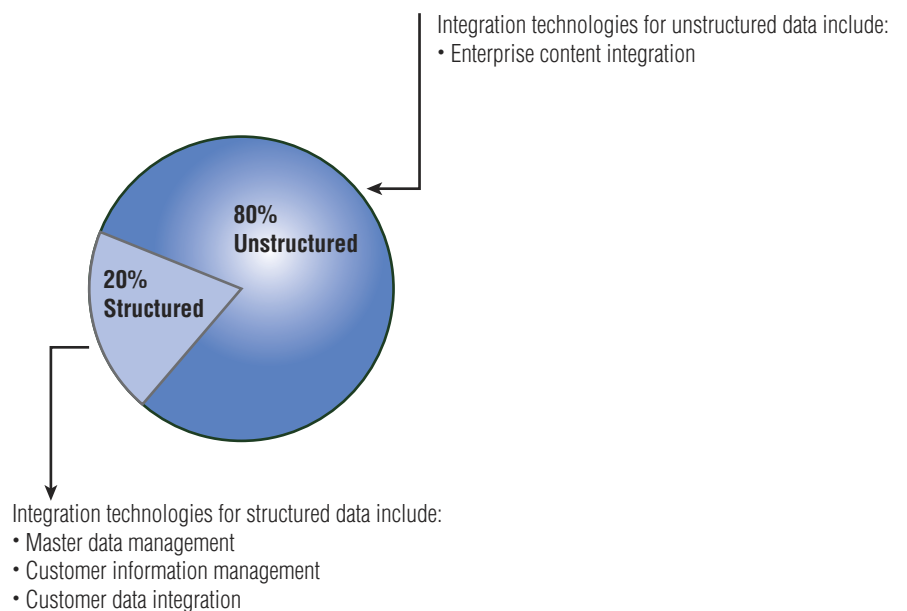 Integration technologies for unstructured data include:
• Enterprise content integration
80%
Unstructured
20%
Structured
Integration technologies for structured data include:
• Master data management
• Customer information management
• Customer data integration